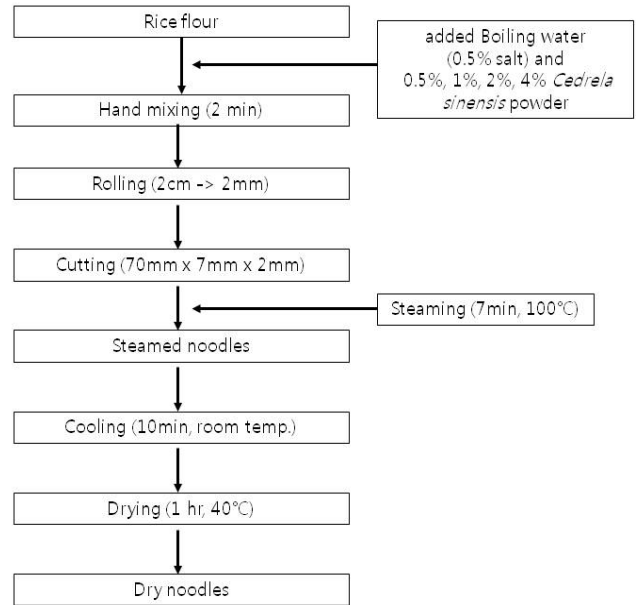 Rice flour
added Boiling water
(0.5% salt) and
0.5%, 1%, 2%, 4% Cedrela
sinensis powder
Hand mixing (2 min)
Rolling (2cm -> 2mm)
Cutting (70mm x 7mm x 2mm)
Steaming (7min, 100℃)
Steamed noodles
Cooling (10min, room temp.)
Drying (1 hr, 40℃)
Dry noodles